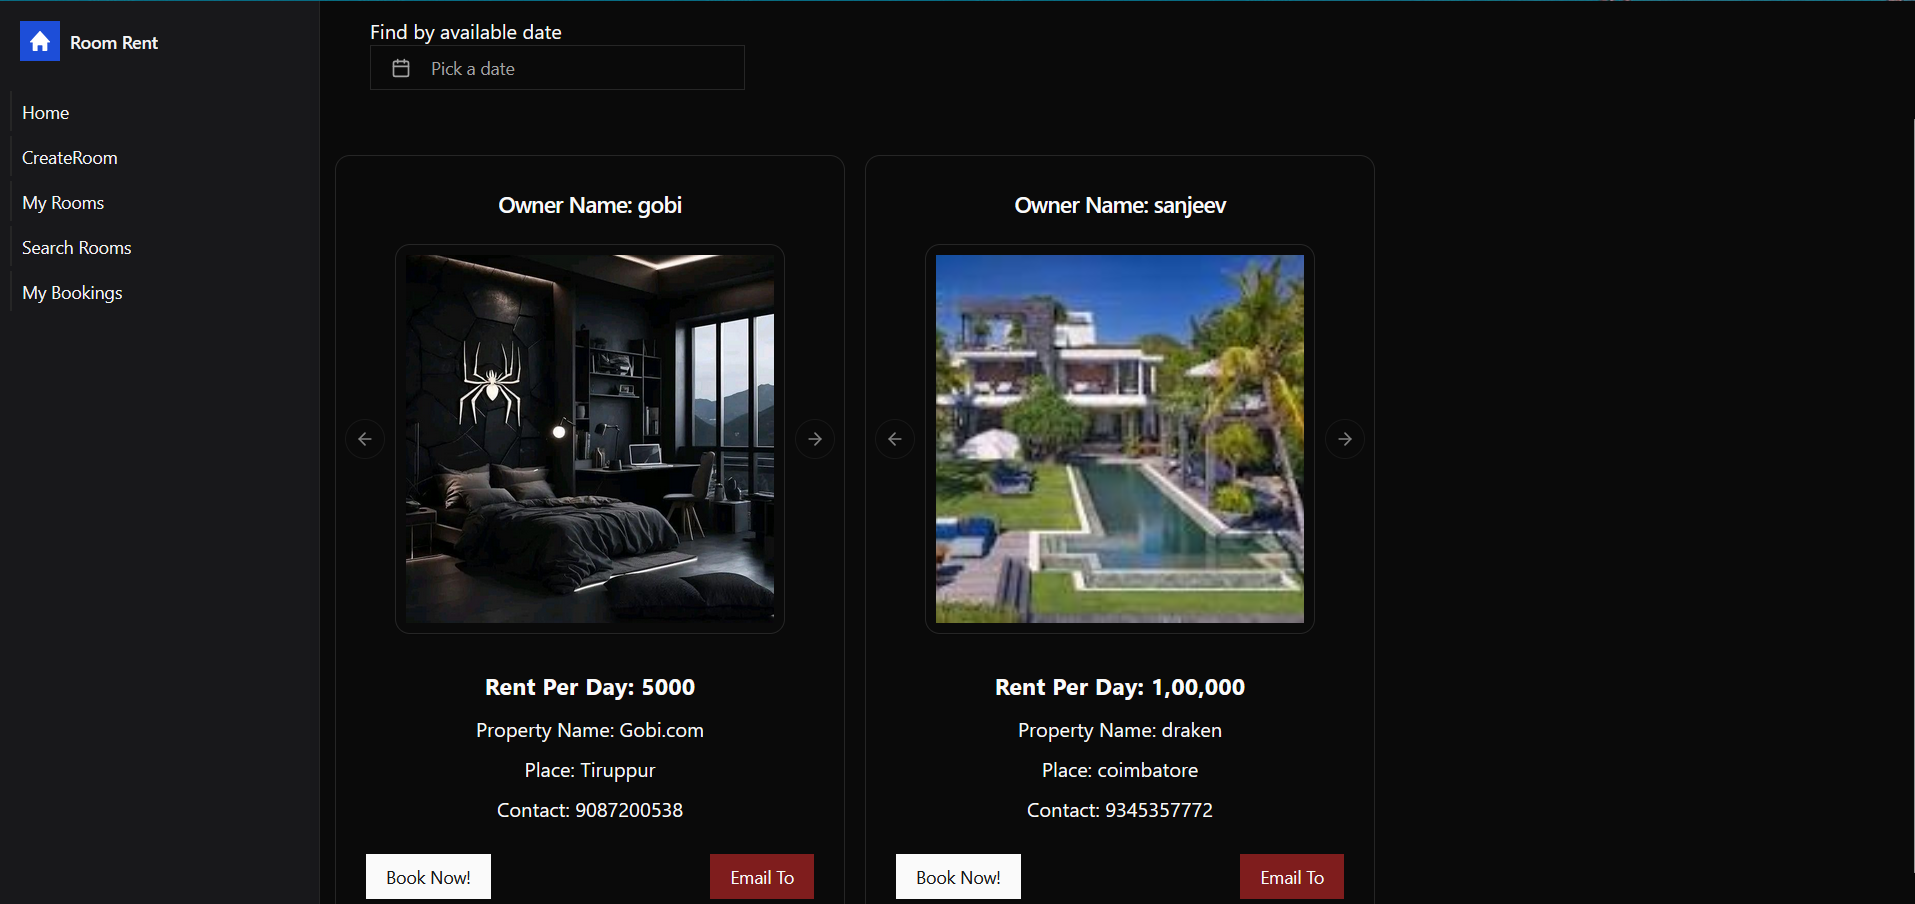 Room Rent
Home
CreateRoom
My Rooms
Search Rooms
My Bookings
Find by available date
Pick a date
Owner Name: gobi
Rent Per Day: 5000
Property Name: Gobi.com
Place: Tiruppur
Contact: 9087200538
Book Now!
Email To
Owner Name: sanjeev
Rent Per Day: 1,00,000
Property Name: draken
Place: coimbatore
Contact: 9345357772
Book Now!
Email To